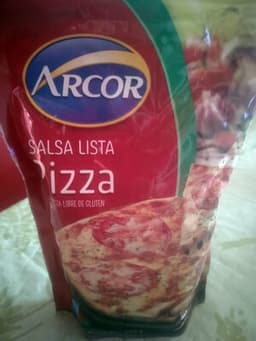 ARCOR
SALSA LISTA
Pizza
LIBRE DE GLUTEN